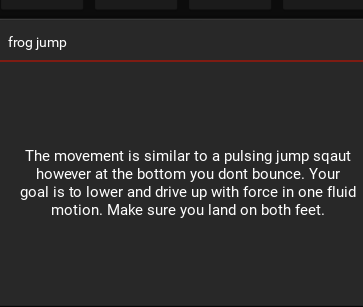 frog jump
The movement is similar to a pulsing jump sqaut
however at the bottom you dont bounce. Your
goal is to lower and drive up with force in one fluid
motion. Make sure you land on both feet.